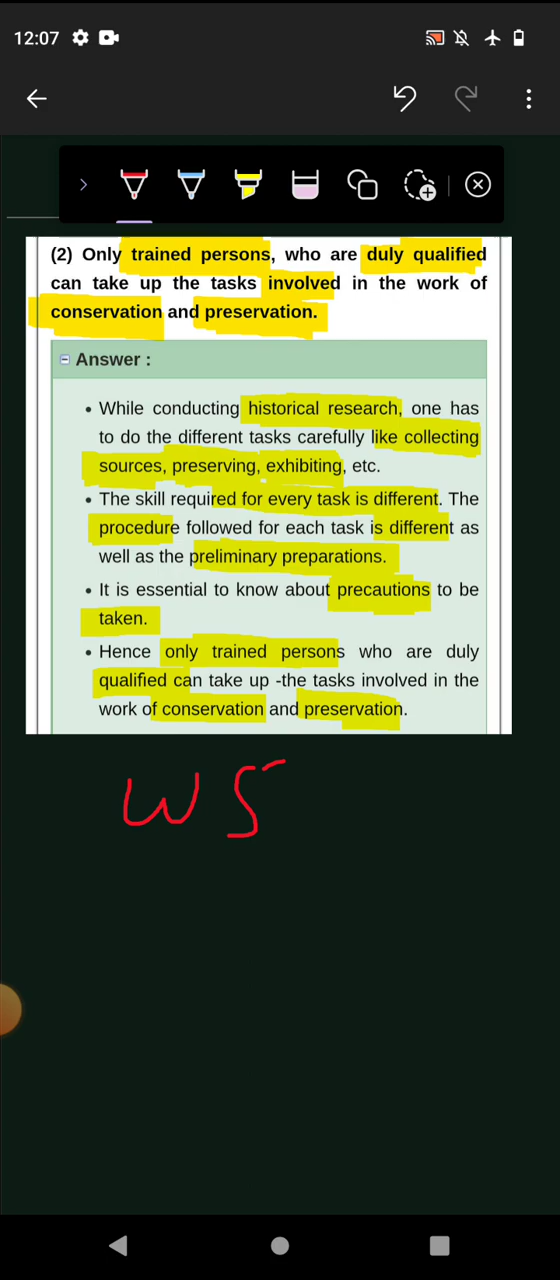 12:07
(2) Only trained persons, who are duly qualified
can take up the tasks involved in the work of
conservation and preservation.
Answer :
• While conducting historical research, one has
to do the different tasks carefully like collecting
sources, preserving, exhibiting, etc.
• The skill required for every task is different. The
procedure followed for each task is different as
well as the preliminary preparations.
• It is essential to know about precautions to be
taken.
• Hence only trained persons who are duly
qualified can take up -the tasks involved in the
work of conservation and preservation.
W 5